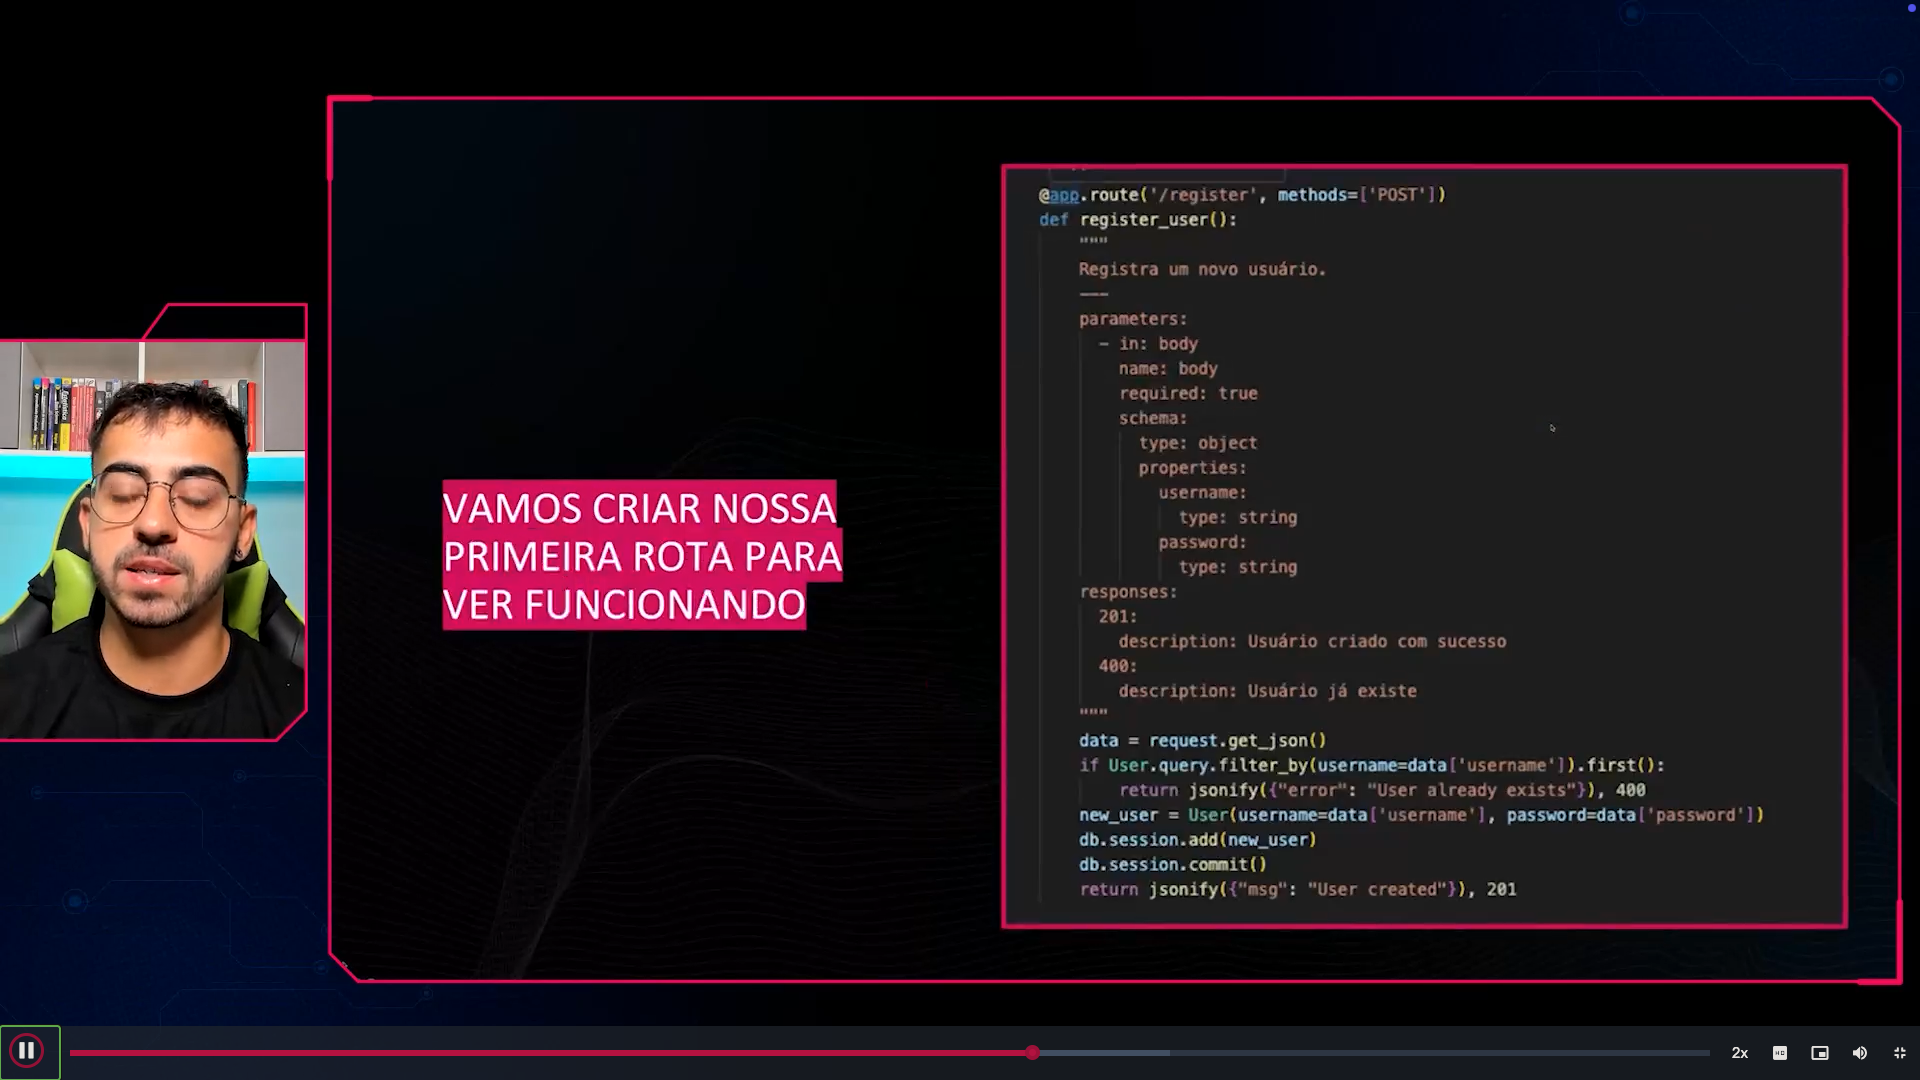 VAMOS CRIAR NOSSA
PRIMEIRA ROTA PARA
VER FUNCIONANDO
@app.route('/register', methods=['POST'])
def register_user():
"""
Registra um novo usuário.
---
parameters:
- in: body
name: body
required: true
schema:
type: object
properties:
username:
type: string
password:
type: string
responses:
201:
description: Usuário criado com sucesso
400:
description: Usuário já existe
"""
data = request.get_json()
if User.query.filter_by(username=data['username']).first():
return jsonify({"error": "User already exists"}), 400
new_user = User(username=data['username'], password=data['password'])
db.session.add(new_user)
db.session.commit()
return jsonify({"msg": "User created"}), 201
2x